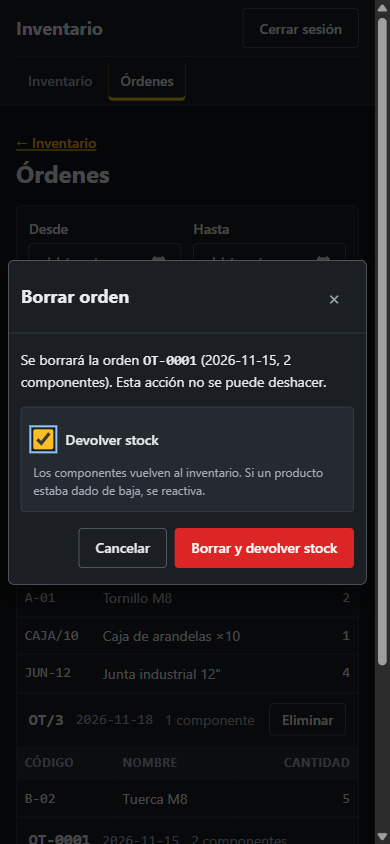 Inventario
Cerrar sesión
Inventario
Órdenes
← Inventario
Órdenes
Desde
Hasta
Borrar orden
×
Se borrará la orden OT-0001 (2026-11-15, 2
componentes). Esta acción no se puede deshacer.
Devolver stock
Los componentes vuelven al inventario. Si un producto
estaba dado de baja, se reactiva.
Cancelar
Borrar y devolver stock
A-01 Tornillo M8 2
CAJA/10 Caja de arandelas ×10 1
JUN-12 Junta industrial 12" 4
OT/3 2026-11-18 1 componente Eliminar
CÓDIGO NOMBRE CANTIDAD
B-02 Tuerca M8 5
OT-0001 2026-11-15 2 componentes